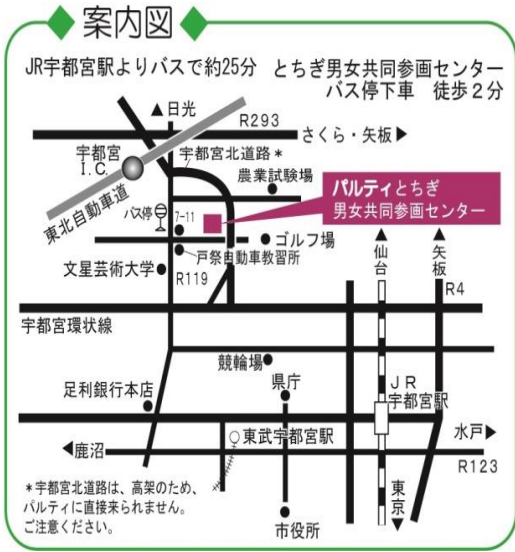 案内図
JR宇都宮駅よりバスで約25分 とちぎ男女共同参画センター
バス停下車 徒歩2分
▲日光
R293
さくら・矢板▶
宇都宮
I.C.
宇都宮北道路*
農業試験場
東北自動車道
バス停
7-11
パルティとちぎ
男女共同参画センター
ゴルフ場
戸祭自動車教習所
文星芸術大学
R119
▲仙台
▲矢板
R4
宇都宮環状線
競輪場
県庁
足利銀行本店
JR
宇都宮駅
東武宇都宮駅
水戸▶
◀鹿沼
R123
*宇都宮北道路は、高架のため、
パルティに直接来られません。
ご注意ください。
市役所
東京▼